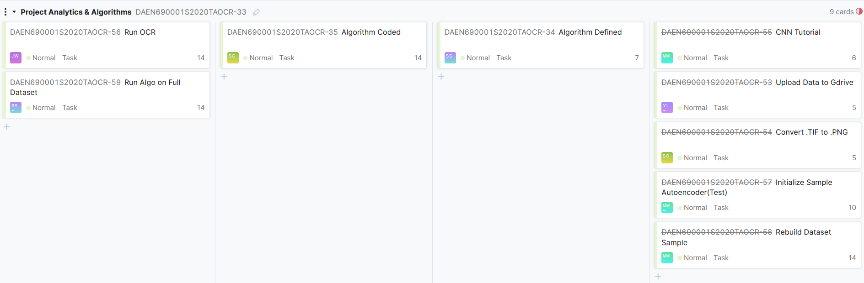 Project Analytics & Algorithms DAEN690001S2020TAOCR-33
9 cards
DAEN690001S2020TAOCR-56 Run OCR
Normal Task 14
DAEN690001S2020TAOCR-59 Run Algo on Full
Dataset
Normal Task 14
DAEN690001S2020TAOCR-35 Algorithm Coded
Normal Task 14
DAEN690001S2020TAOCR-34 Algorithm Defined
Normal Task 7
DAEN690001S2020TAOCR-55 CNN Tutorial
Normal Task 6
DAEN690001S2020TAOCR-53 Upload Data to Gdrive
Normal Task 5
DAEN690001S2020TAOCR-54 Convert .TIF to .PNG
Normal Task 5
DAEN690001S2020TAOCR-57 Initialize Sample
Autoencoder(Test)
Normal Task 10
DAEN690001S2020TAOCR-58 Rebuild Dataset
Sample
Normal Task 14